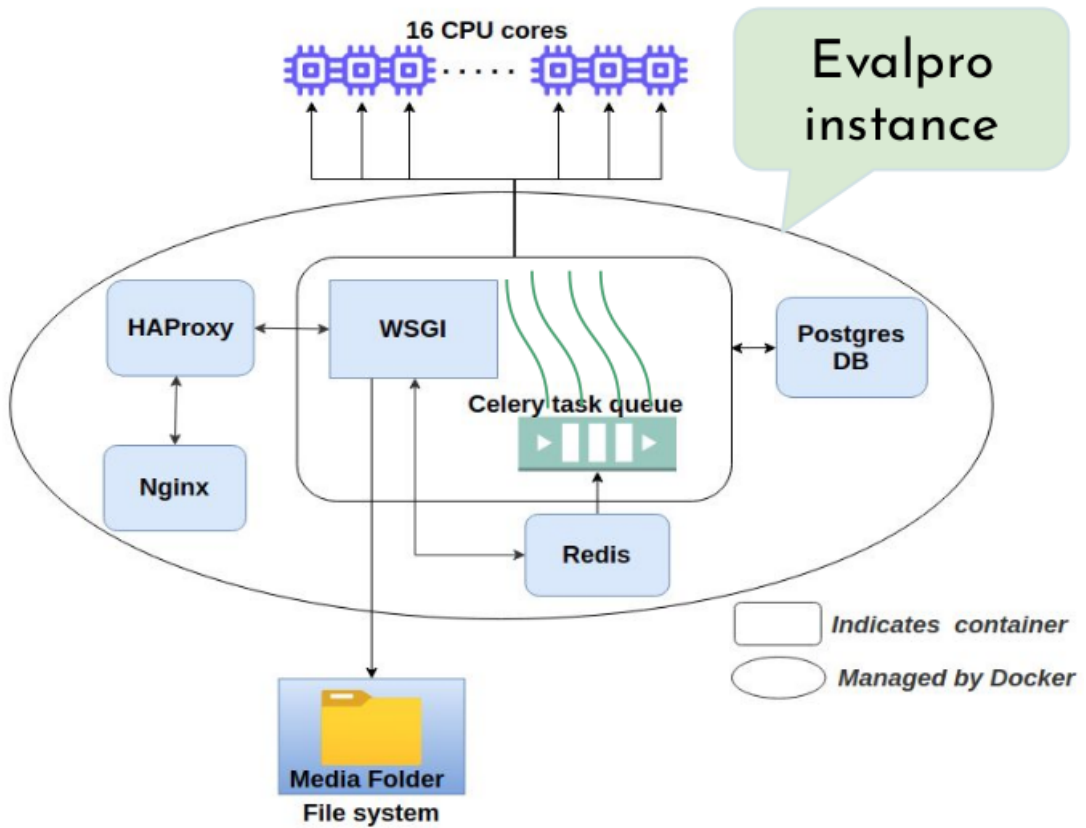 16 CPU cores
Evalpro
instance
HAProxy
WSGI
Postgres
DB
Celery task queue
Nginx
Redis
Indicates container
Managed by Docker
Media Folder
File system